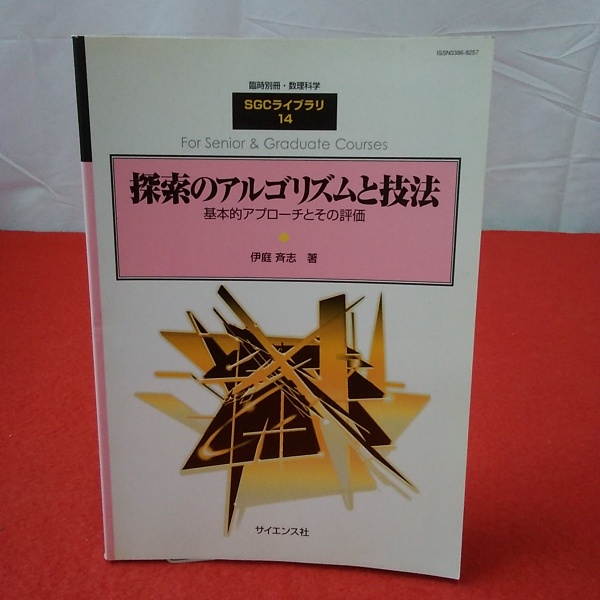 ISSN0386-8257
臨時別冊・数理科学
SGCライブラリ
14
For Senior & Graduate Courses
探索のアルゴリズムと技法
基本的アプローチとその評価
伊庭 斉志 著
サイエンス社